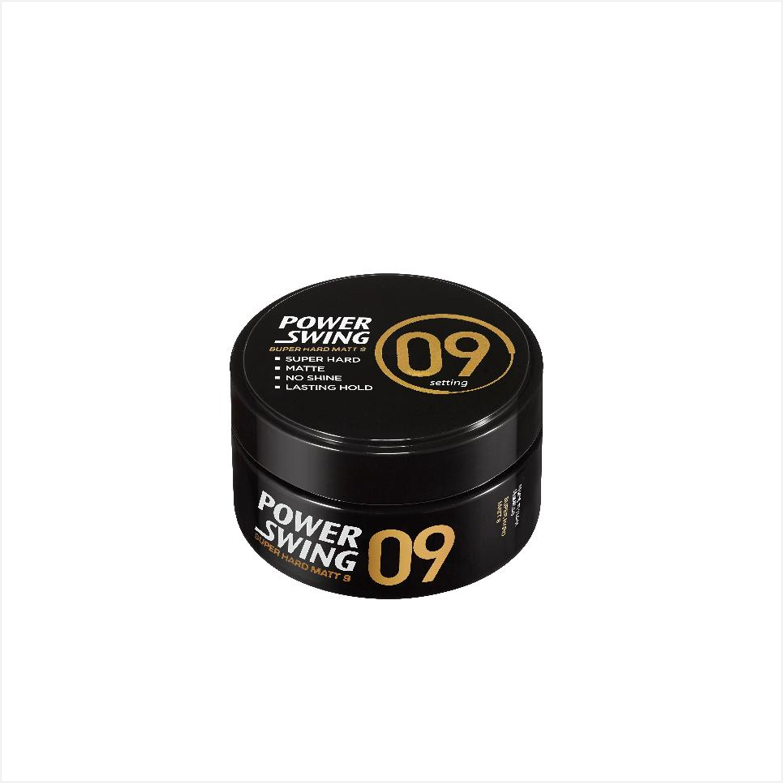 POWER
SWING
SUPER HARD MATT 9
SUPER HARD
MATTE
NO SHINE
LASTING HOLD
09
setting
POWER
SWING
SUPER HARD MATT 9
09